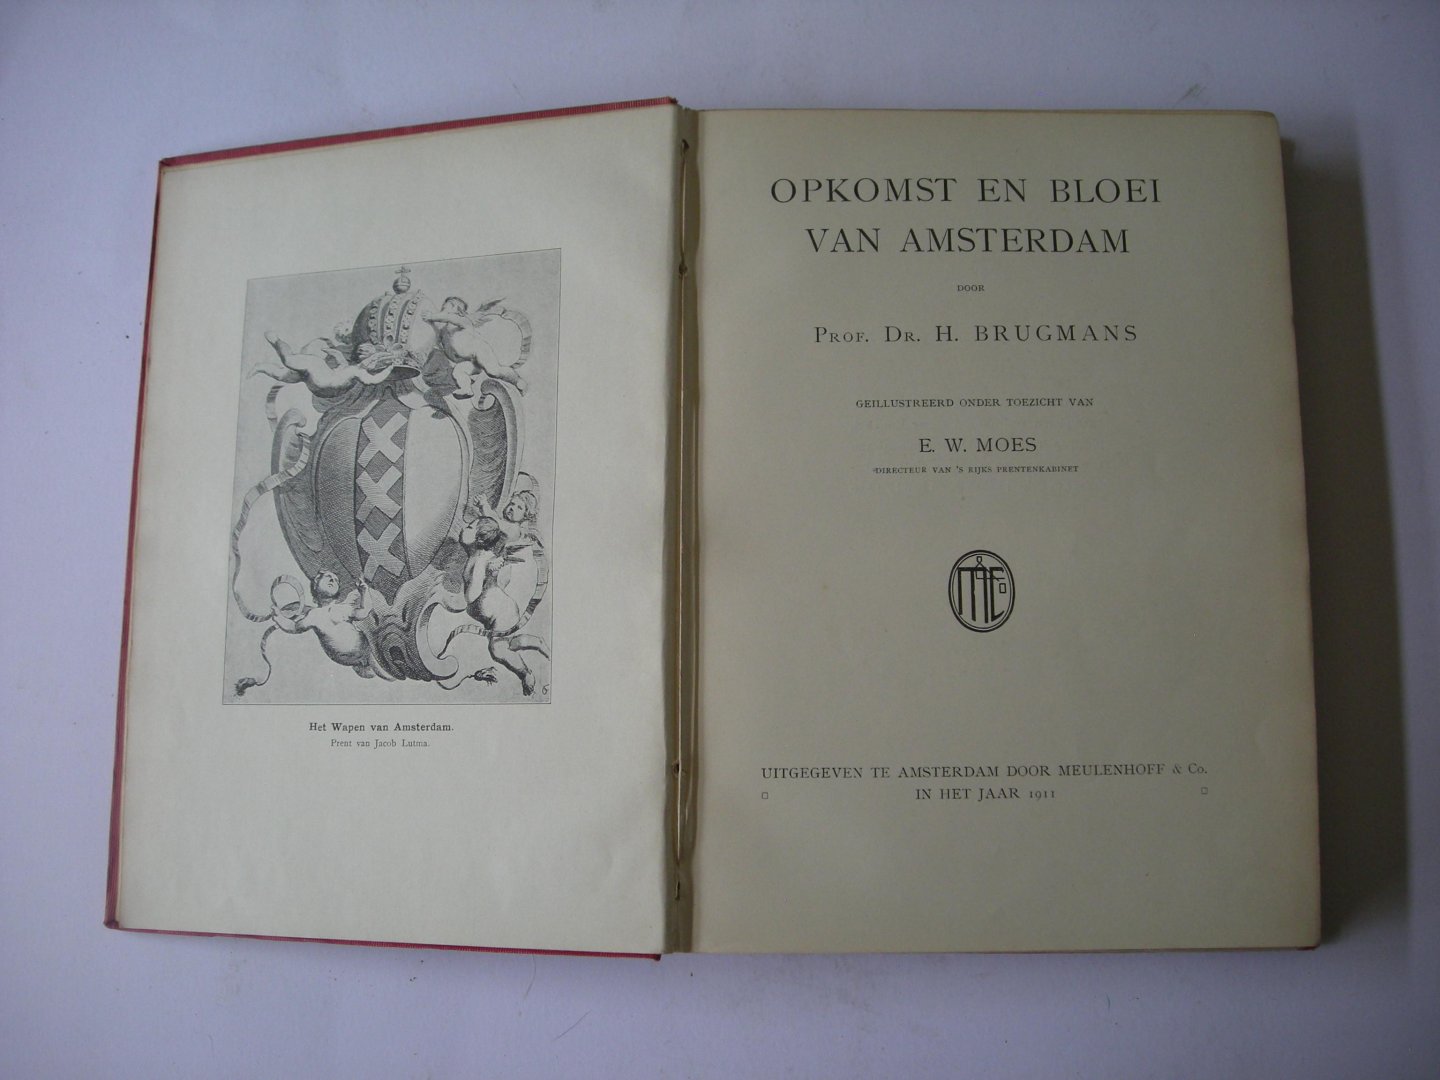 Het Wapen van Amsterdam.
Prent van Jacob Lutma.
OPKOMST EN BLOEI
VAN AMSTERDAM
DOOR
PROF. DR. H. BRUGMANS
GEILLUSTREERD ONDER TOEZICHT VAN
E. W. MOES
DIRECTEUR VAN 'S RIJKS PRENTENKABINET
UITGEGEVEN TE AMSTERDAM DOOR MEULENHOFF & Co.
IN HET JAAR 1911